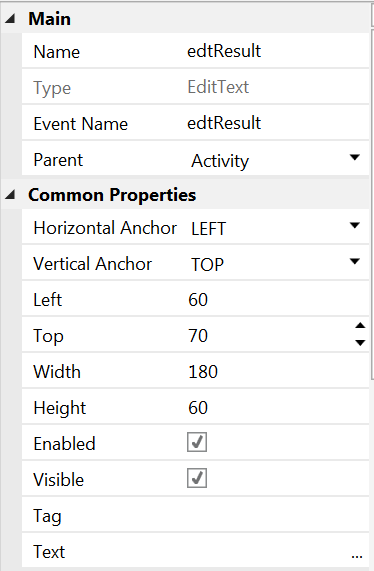 Main
Name edtResult
Type EditText
Event Name edtResult
Parent Activity
Common Properties
Horizontal Anchor LEFT
Vertical Anchor TOP
Left 60
Top 70
Width 180
Height 60
Enabled
Visible
Tag
Text ...